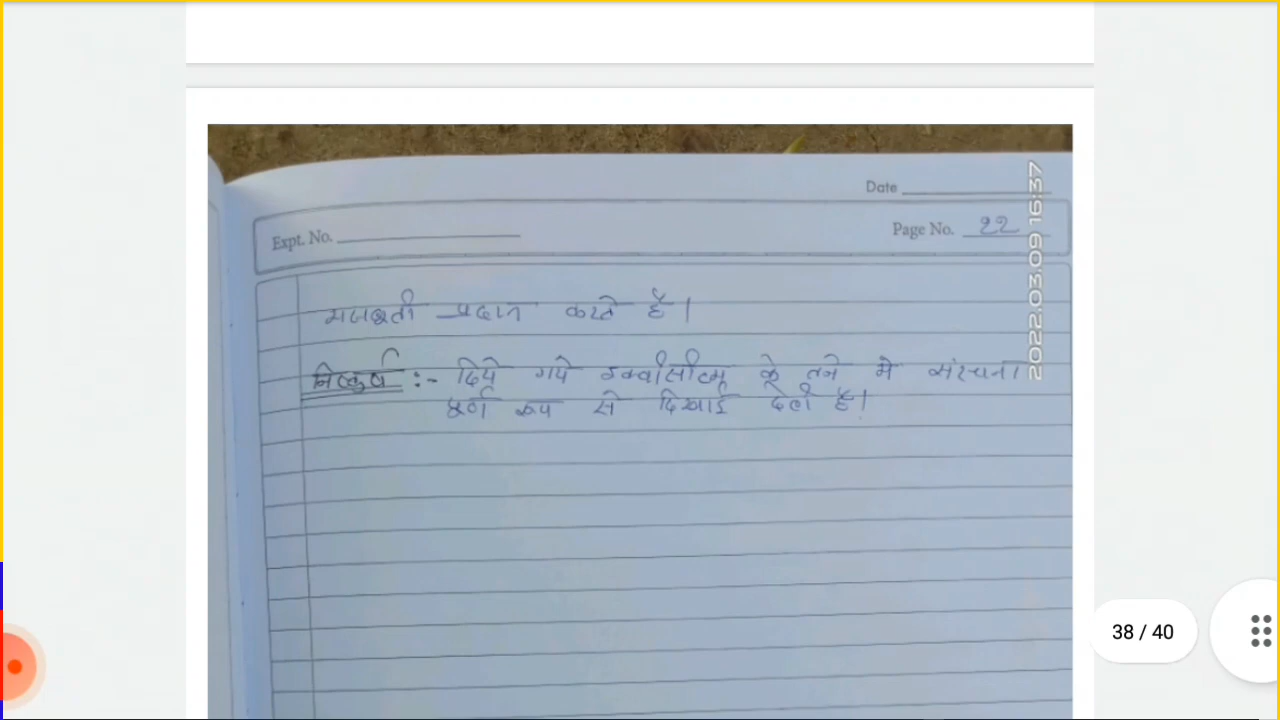 Date
Expt. No.
Page No. 22
मजबूती प्रदान करते है।
निष्कर्ष :- दिये गये इक्वीसीटम के तने मे संरचना
पूर्ण रूप से दिखाई देती है।
2022.03.09 16:37
38 / 40